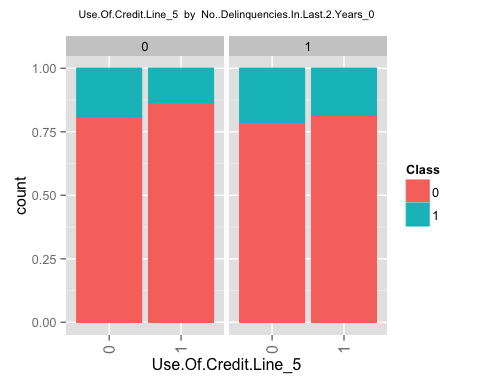 Use.Of.Credit.Line_5 by No..Delinquencies.In.Last.2.Years_0
0 1
1.00
0.75
0.50
0.25
0.00
count
0 1 0 1
Use.Of.Credit.Line_5
Class
0
1